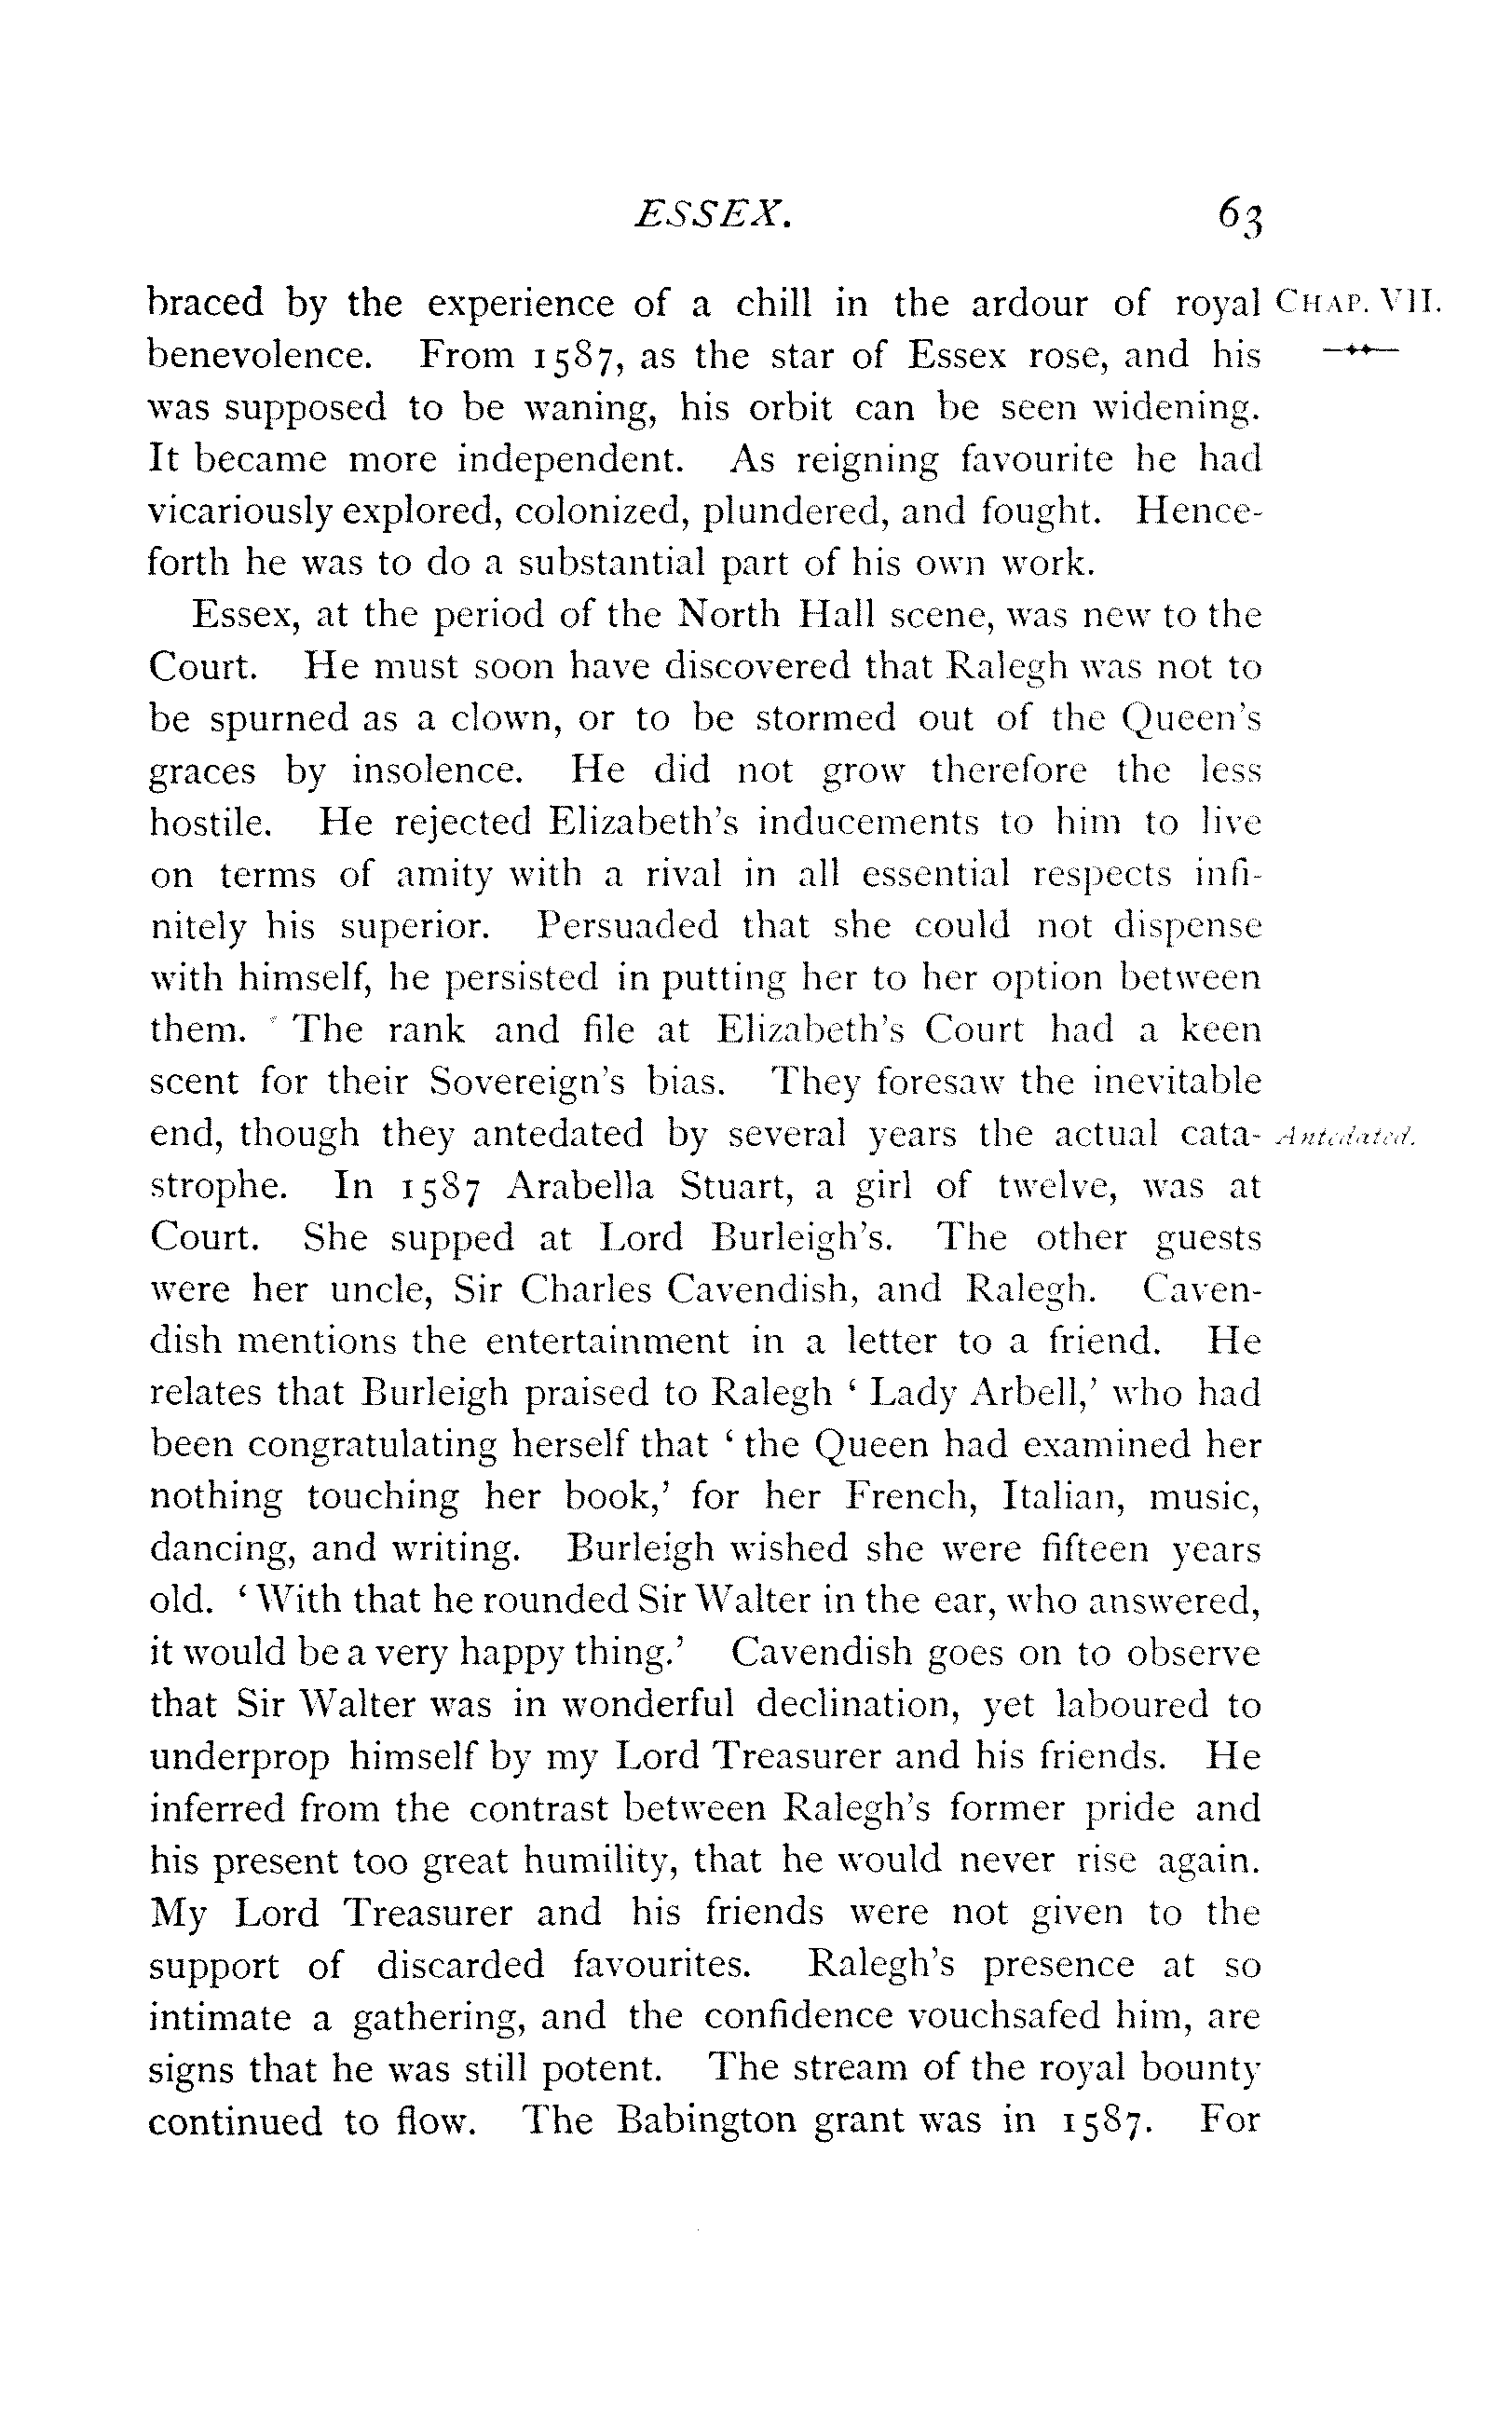 ESSEX. 63
braced by the experience of a chill in the ardour of royal CHAP. VII.
benevolence. From 1587, as the star of Essex rose, and his
was supposed to be waning, his orbit can be seen widening.
It became more independent. As reigning favourite he had
vicariously explored, colonized, plundered, and fought. Hence-
forth he was to do a substantial part of his own work.
Essex, at the period of the North Hall scene, was new to the
Court. He must soon have discovered that Ralegh was not to
be spurned as a clown, or to be stormed out of the Queen's
graces by insolence. He did not grow therefore the less
hostile. He rejected Elizabeth's inducements to him to live
on terms of amity with a rival in all essential respects infi-
nitely his superior. Persuaded that she could not dispense
with himself, he persisted in putting her to her option between
them. The rank and file at Elizabeth's Court had a keen
scent for their Sovereign's bias. They foresaw the inevitable
end, though they antedated by several years the actual cata- Antedated.
strophe. In 1587 Arabella Stuart, a girl of twelve, was at
Court. She supped at Lord Burleigh's. The other guests
were her uncle, Sir Charles Cavendish, and Ralegh. Caven-
dish mentions the entertainment in a letter to a friend. He
relates that Burleigh praised to Ralegh ‘ Lady Arbell,’ who had
been congratulating herself that ‘ the Queen had examined her
nothing touching her book,’ for her French, Italian, music,
dancing, and writing. Burleigh wished she were fifteen years
old. ‘ With that he rounded Sir Walter in the ear, who answered,
it would be a very happy thing.’ Cavendish goes on to observe
that Sir Walter was in wonderful declination, yet laboured to
underprop himself by my Lord Treasurer and his friends. He
inferred from the contrast between Ralegh's former pride and
his present too great humility, that he would never rise again.
My Lord Treasurer and his friends were not given to the
support of discarded favourites. Ralegh's presence at so
intimate a gathering, and the confidence vouchsafed him, are
signs that he was still potent. The stream of the royal bounty
continued to flow. The Babington grant was in 1587. For